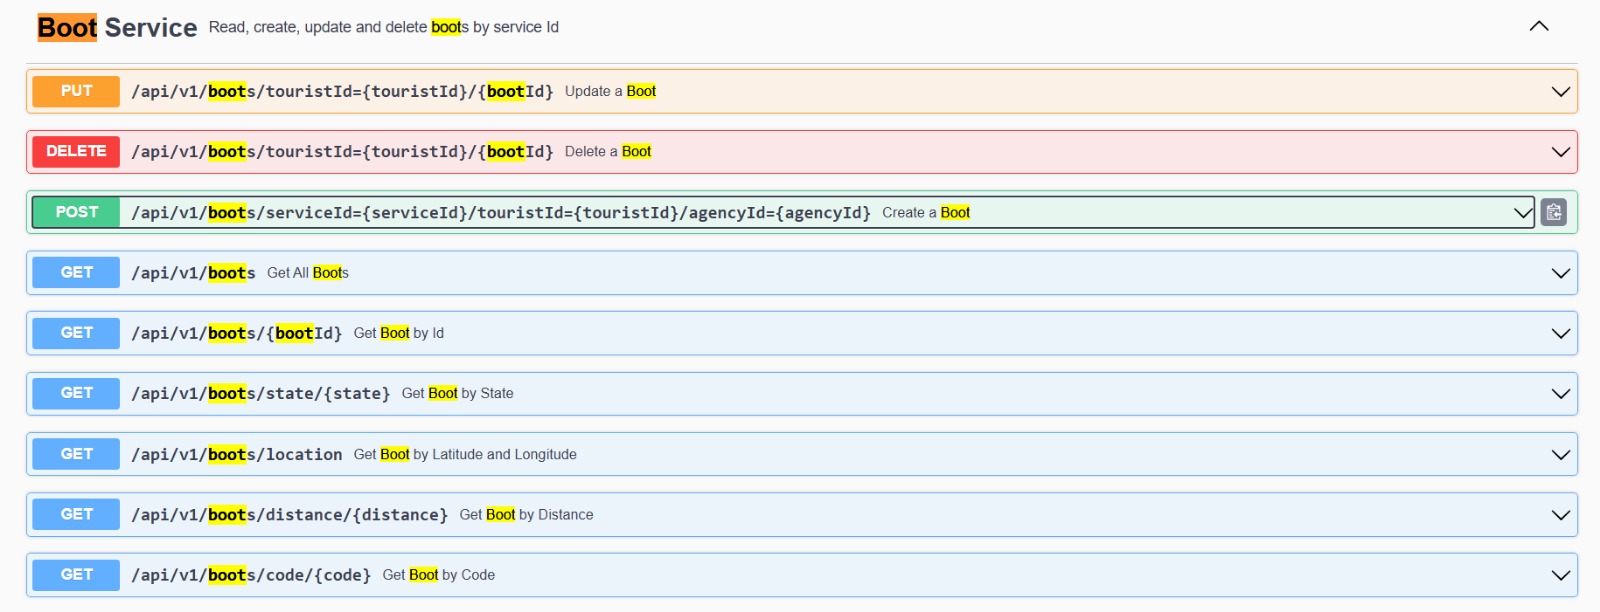 Boot Service Read, create, update and delete boots by service Id
PUT /api/v1/boots/touristId={touristId}/{bootId} Update a Boot
DELETE /api/v1/boots/touristId={touristId}/{bootId} Delete a Boot
POST /api/v1/boots/serviceId={serviceId}/touristId={touristId}/agencyId={agencyId} Create a Boot
GET /api/v1/boots Get All Boots
GET /api/v1/boots/{bootId} Get Boot by Id
GET /api/v1/boots/state/{state} Get Boot by State
GET /api/v1/boots/location Get Boot by Latitude and Longitude
GET /api/v1/boots/distance/{distance} Get Boot by Distance
GET /api/v1/boots/code/{code} Get Boot by Code